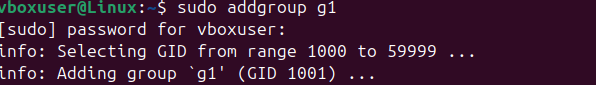 vboxuser@Linux:~$ sudo addgroup g1
[sudo] password for vboxuser:
info: Selecting GID from range 1000 to 59999 ...
info: Adding group `g1' (GID 1001) ...